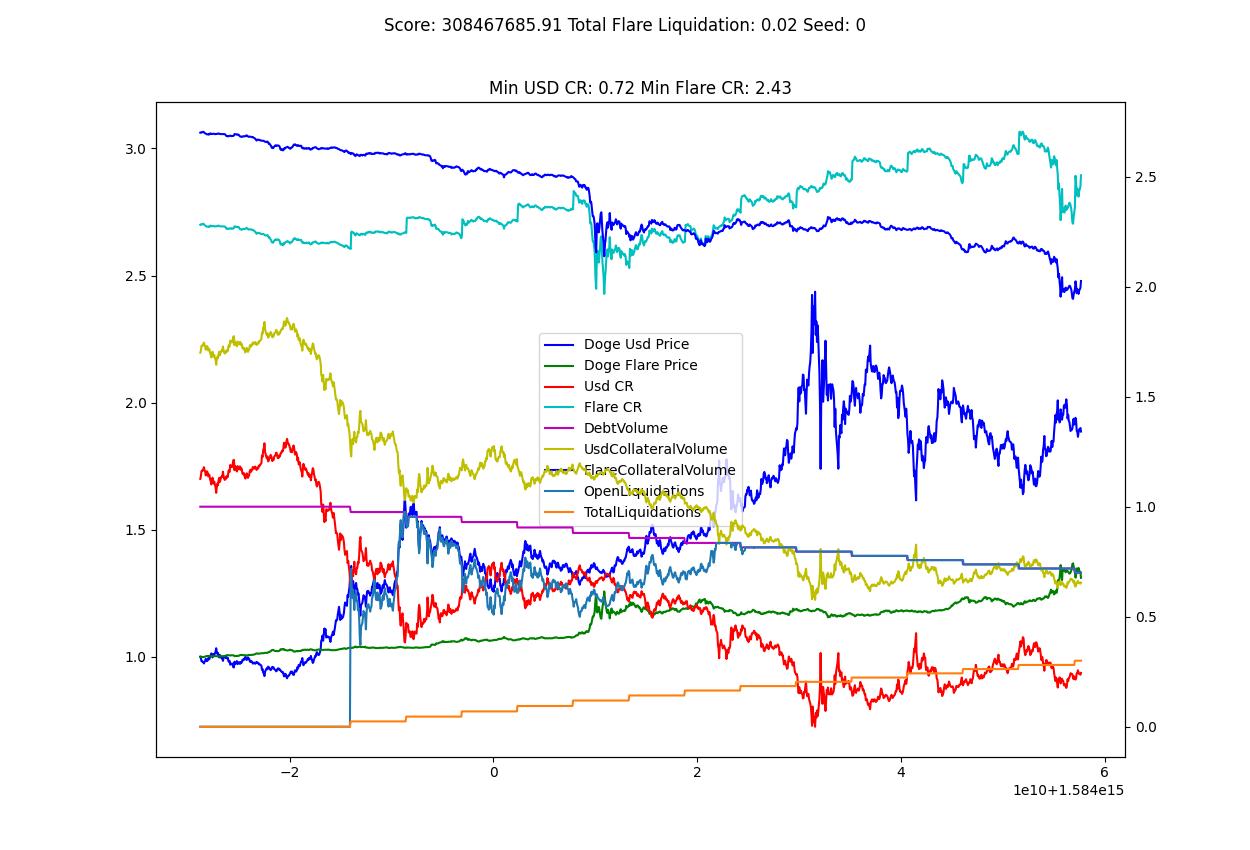 Score: 308467685.91 Total Flare Liquidation: 0.02 Seed: 0
Min USD CR: 0.72 Min Flare CR: 2.43
3.0
2.5
2.0
1.5
1.0
Doge Usd Price
Doge Flare Price
Usd CR
Flare CR
DebtVolume
UsdCollateralVolume
FlareCollateralVolume
OpenLiquidations
TotalLiquidations
2.5
2.0
1.5
1.0
0.5
0.0
−2 0 2 4 6
1e10+1.584e15